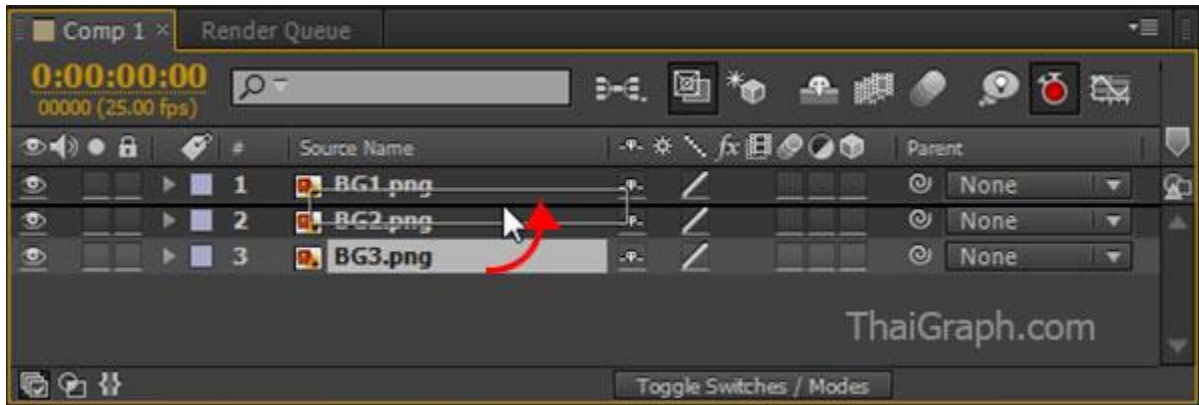 Comp 1 × Render Queue
0:00:00:00
00000 (25.00 fps)
# Source Name fx Parent
1 BG1.png None
2 BG2.png None
3 BG3.png None
ThaiGraph.com
Toggle Switches / Modes